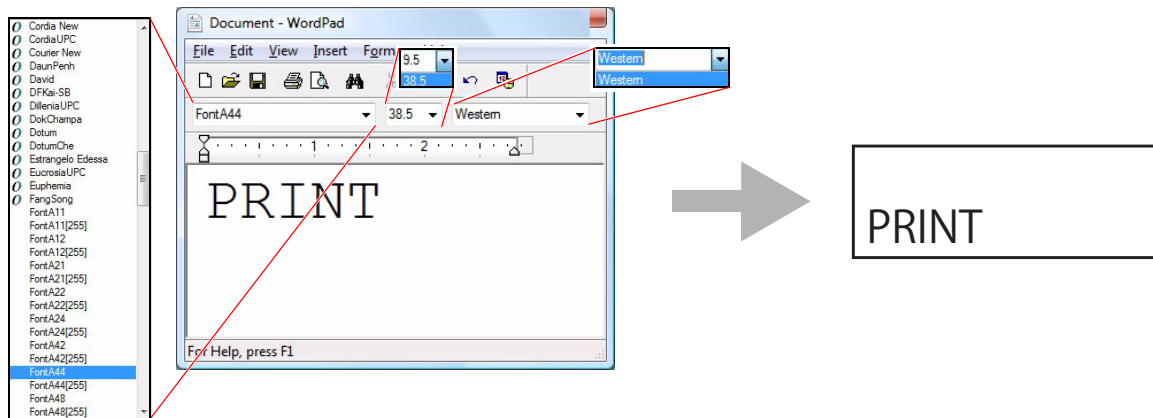 Cordia New
CordiaUPC
Courier New
DaunPenh
David
DFKai-SB
DilleniaUPC
DokChampa
Dotum
DotumChe
Estrangelo Edessa
EucrosiaUPC
Euphemia
FangSong
FontA11
FontA11[255]
FontA12
FontA12[255]
FontA21
FontA21[255]
FontA22
FontA22[255]
FontA24
FontA24[255]
FontA42
FontA42[255]
FontA44
FontA44[255]
FontA48
FontA48[255]
Document - WordPad
File Edit View Insert Form
9.5
38.5
Western
Western
FontA44 38.5 Western
1 2
PRINT
For Help, press F1
PRINT